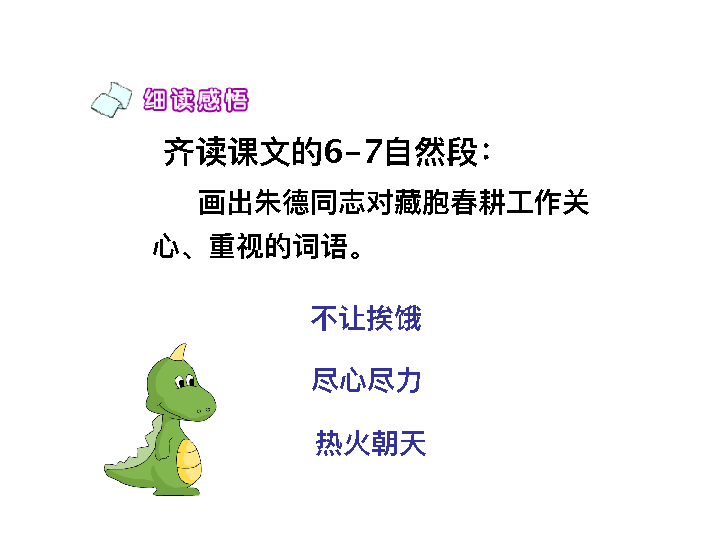 细读感悟
齐读课文的6-7自然段：
画出朱德同志对藏胞春耕工作关
心、重视的词语。
不让挨饿
尽心尽力
热火朝天